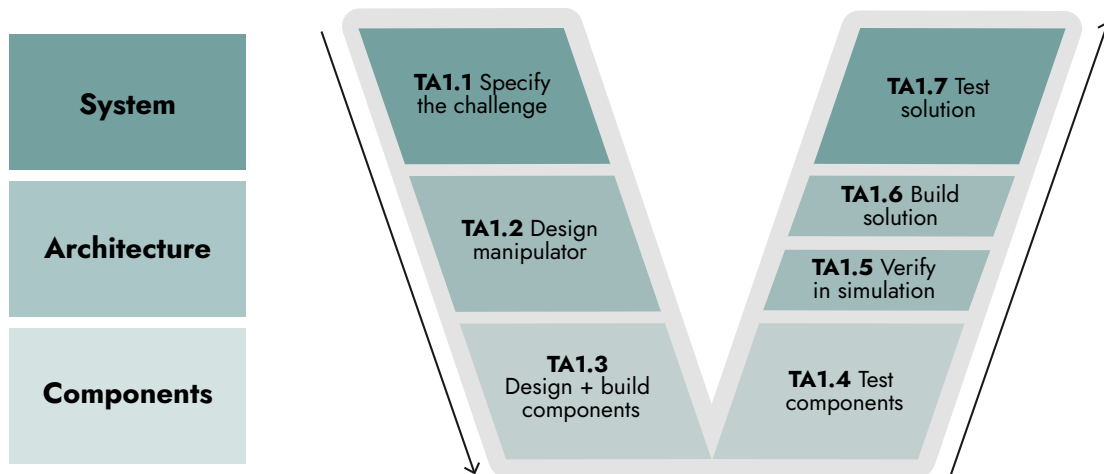 System
Architecture
Components
TA1.1 Specify
the challenge
TA1.2 Design
manipulator
TA1.3
Design + build
components
TA1.7 Test
solution
TA1.6 Build
solution
TA1.5 Verify
in simulation
TA1.4 Test
components